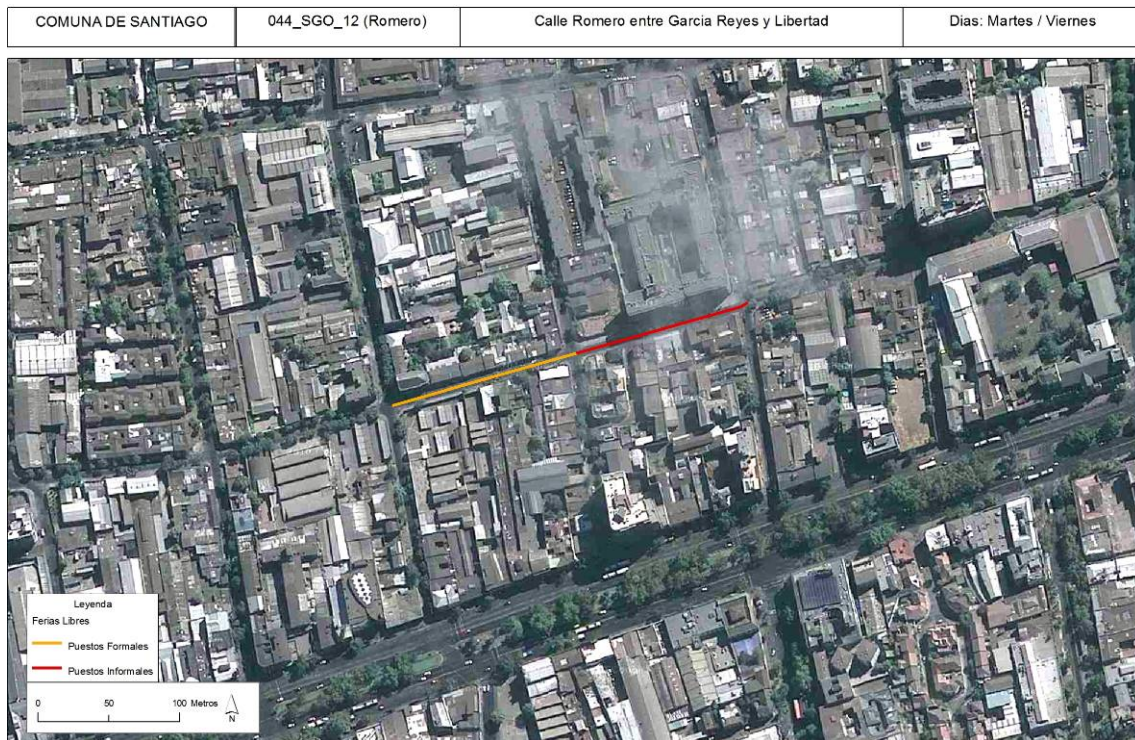 COMUNA DE SANTIAGO
044_SGO_12 (Romero)
Calle Romero entre Garcia Reyes y Libertad
Dias: Martes / Viernes
Leyenda
Ferias Libres
Puestos Formales
Puestos Informales
0 50 100 Metros
N